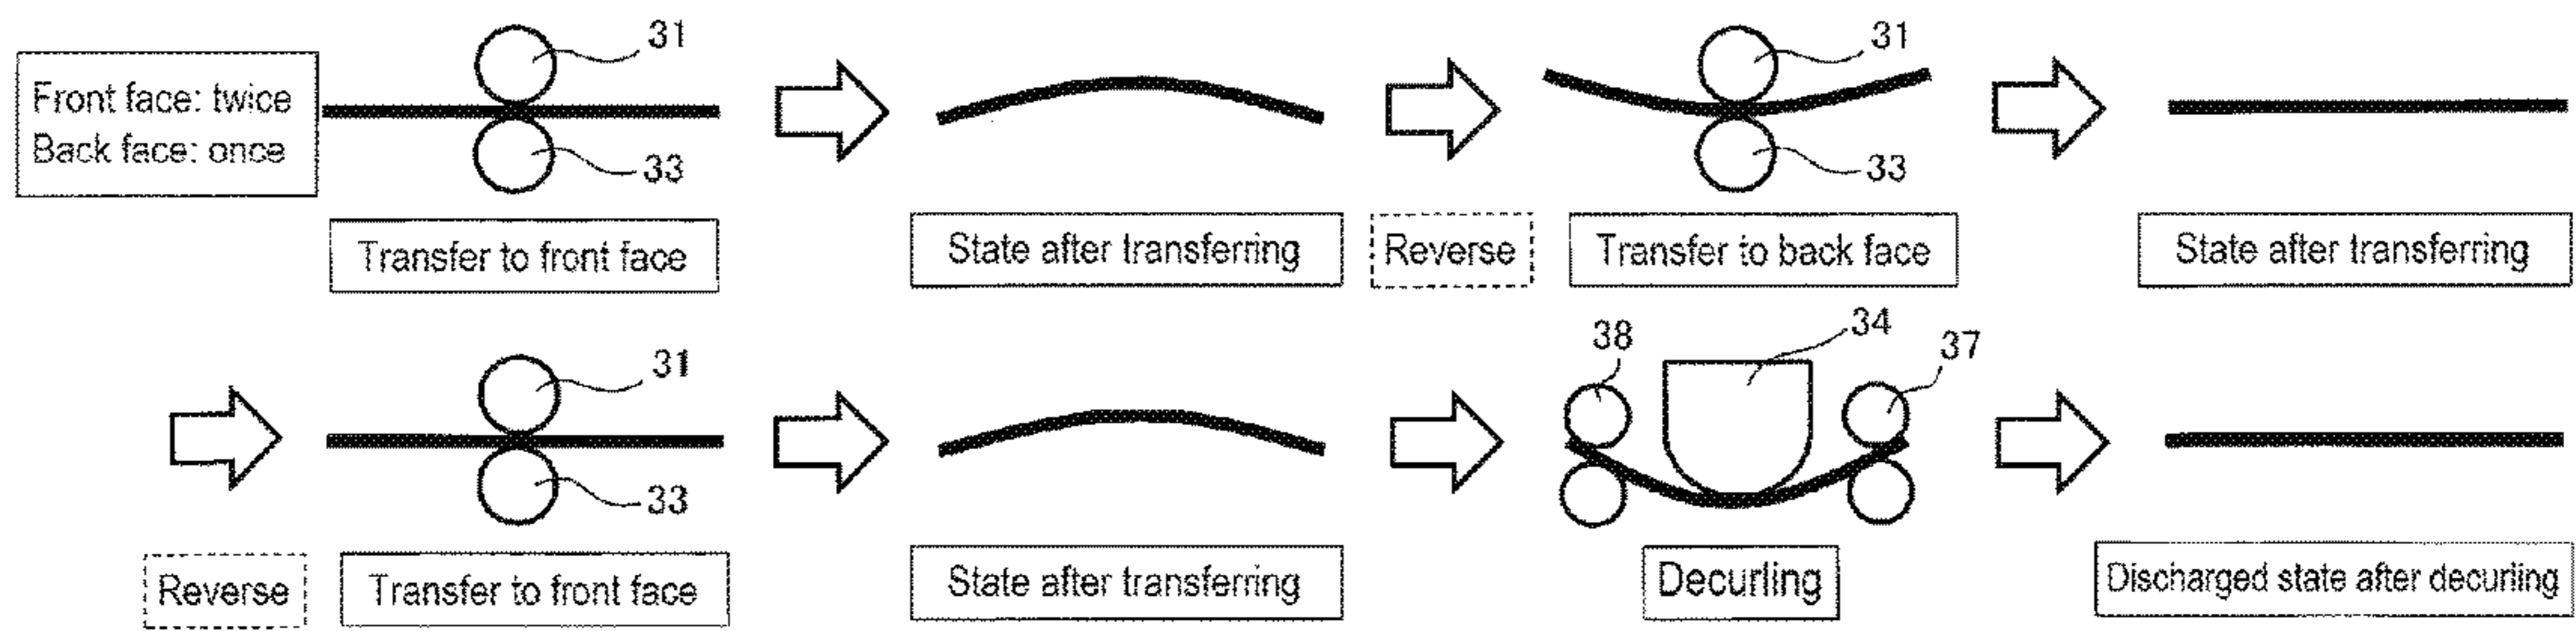 31
Front face: twice
Back face: once
33
Transfer to front face
State after transferring
Reverse
31
33
Transfer to back face
State after transferring
31
33
Reverse
Transfer to front face
State after transferring
38
34
37
Decurling
Discharged state after decurling